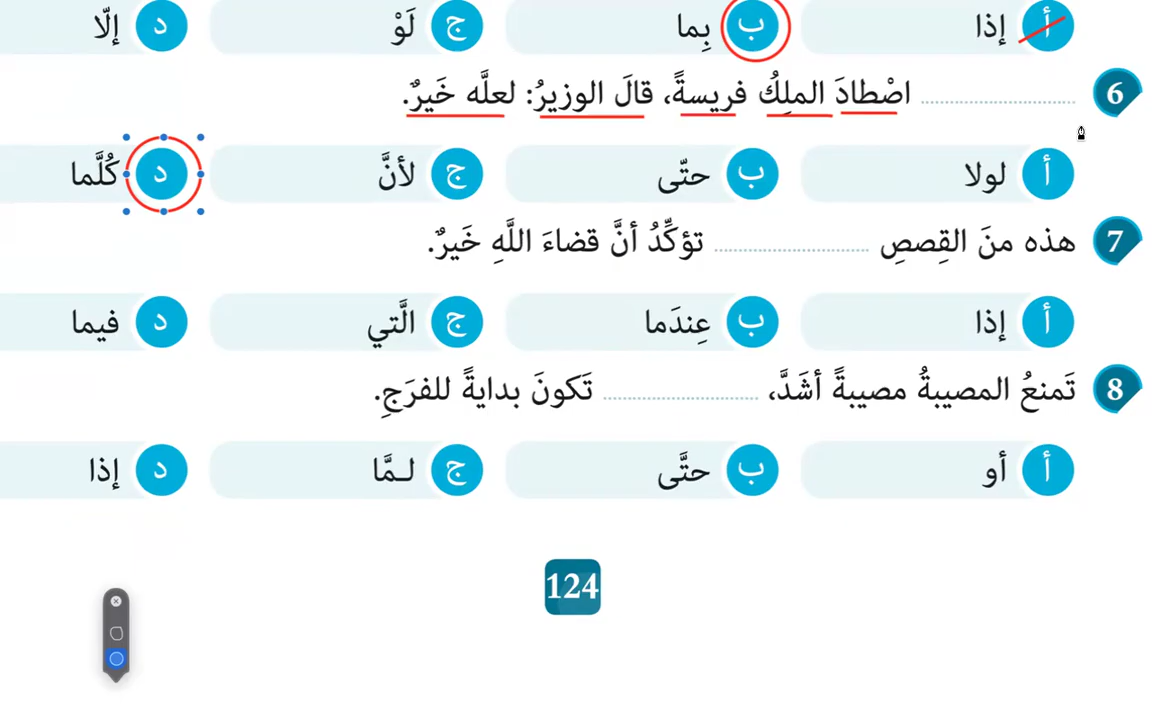 أ إذا ب بِما ج لَوْ د إلّا
6 .......... اصْطادَ الملِكُ فريسةً، قالَ الوزيرُ: لعلَّه خَيرٌ.
أ لولا ب حتّى ج لأنَّ د كُلَّما
7 هذه منَ القِصصِ .......... تؤكِّدُ أنَّ قضاءَ اللَّهِ خَيرٌ.
أ إذا ب عِندَما ج الَّتي د فيما
8 تَمنعُ المصيبةُ مصيبةً أشَدَّ، .......... تَكونَ بدايةً للفرَجِ.
أ أو ب حتَّى ج لـمَّا د إذا
124